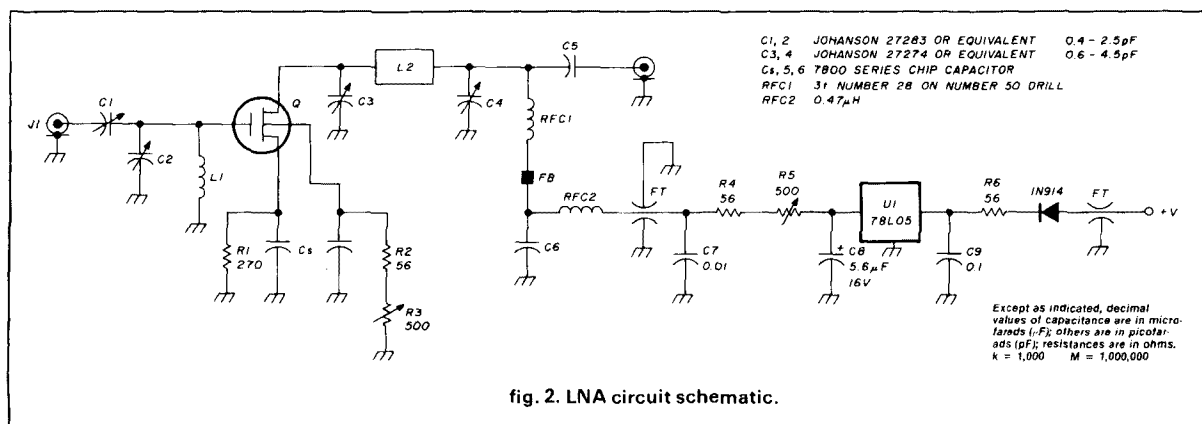 C1, 2 JOHANSON 27283 OR EQUIVALENT 0.4 - 2.5pF
C3, 4 JOHANSON 27274 OR EQUIVALENT 0.6 - 4.5pF
Cs, 5, 6 7800 SERIES CHIP CAPACITOR
RFC1 3t NUMBER 28 ON NUMBER 50 DRILL
RFC2 0.47μH
J1
C1
C2
L1
Q
C3
L2
C4
C5
RFC1
FB
RFC2
C6
FT
R1
270
Cs
R2
56
R3
500
C7
0.01
R4
56
R5
500
+
C8
5.6μF
16V
U1
78L05
C9
0.1
R6
56
1N914
FT
+V
Except as indicated, decimal
values of capacitance are in micro-
farads (μF); others are in picofar-
ads (pF); resistances are in ohms.
k = 1,000 M = 1,000,000
fig. 2. LNA circuit schematic.